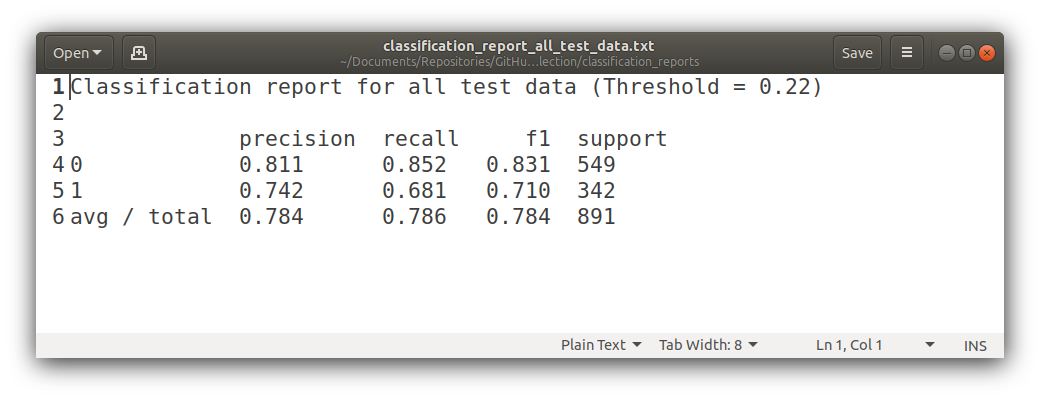 Open
classification_report_all_test_data.txt
~/Documents/Repositories/GitHu…lection/classification_reports
Save
1 Classification report for all test data (Threshold = 0.22)
2
3 precision recall f1 support
4 0 0.811 0.852 0.831 549
5 1 0.742 0.681 0.710 342
6 avg / total 0.784 0.786 0.784 891
Plain Text Tab Width: 8 Ln 1, Col 1 INS